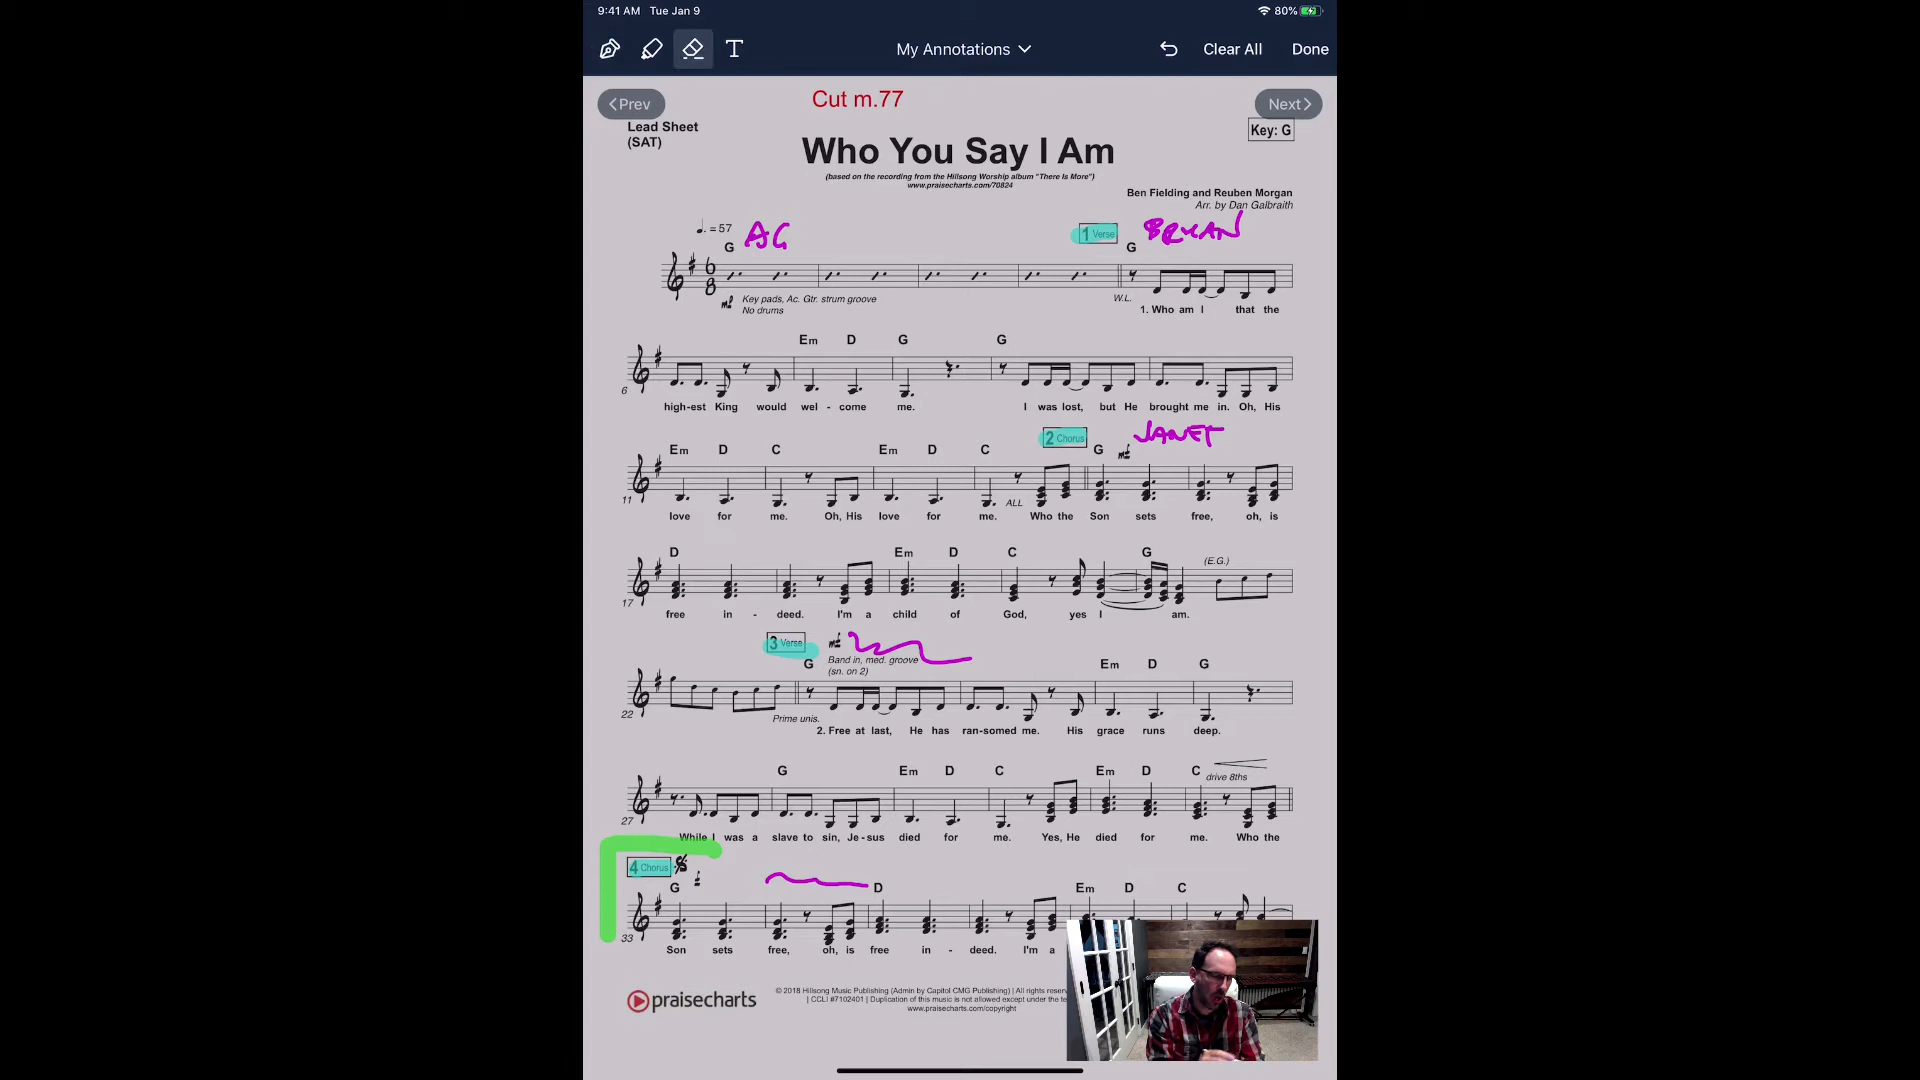 9:41 AM Tue Jan 9
80%
T
My Annotations
Clear All
Done
Prev
Cut m.77
Next
Lead Sheet
(SAT)
Key: G
Who You Say I Am
(based on the recording from the Hillsong Worship album "There Is More")
www.praisecharts.com/70824
Ben Fielding and Reuben Morgan
Arr. by Dan Galbraith
= 57
AG
1 Verse
BRYAN
G
G
6
8
mf
Key pads, Ac. Gtr. strum groove
No drums
W.L.
1. Who am I that the
Em D G G
6
high-est King would wel - come me. I was lost, but He brought me in. Oh, His
2 Chorus
JANET
Em D C Em D C G mf
11
ALL
love for me. Oh, His love for me. Who the Son sets free, oh, is
D Em D C G (E.G.)
17
free in - deed. I'm a child of God, yes I am.
3 Verse
mf
Band in, med. groove
(sn. on 2)
G Em D G
22
Prime unis.
2. Free at last, He has ran-somed me. His grace runs deep.
G Em D C Em D C
drive 8ths
27
While I was a slave to sin, Je-sus died for me. Yes, He died for me. Who the
4 Chorus
f
G D Em D C
33
Son sets free, oh, is free in - deed. I'm a
praisecharts
© 2018 Hillsong Music Publishing (Admin by Capitol CMG Publishing) | All rights
| CCLI #7102401 | Duplication of this music is not allowed except under the
www.praisecharts.com/copyright